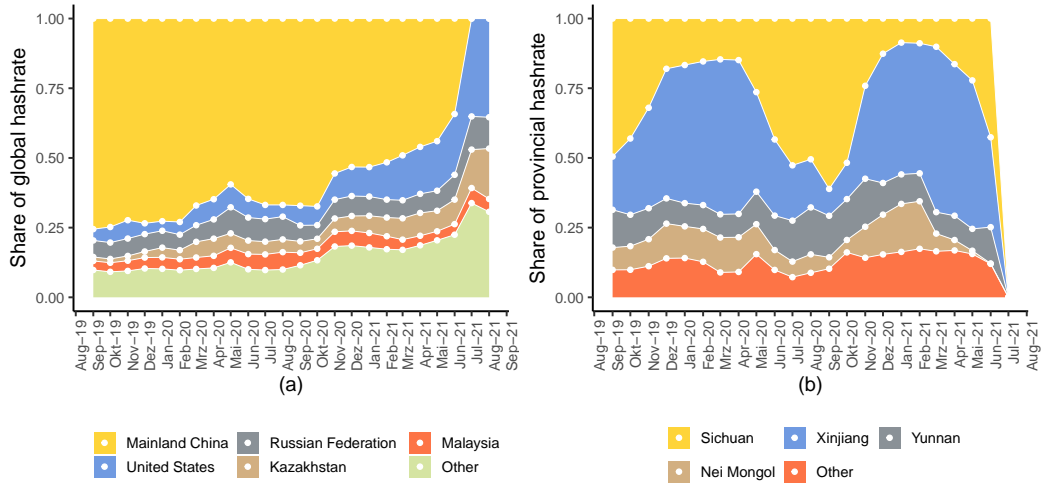 Share of global hashrate
1.00
0.75
0.50
0.25
0.00
Aug−19
Sep−19
Okt−19
Nov−19
Dez−19
Jan−20
Feb−20
Mrz−20
Apr−20
Mai−20
Jun−20
Jul−20
Aug−20
Sep−20
Okt−20
Nov−20
Dez−20
Jan−21
Feb−21
Mrz−21
Apr−21
Mai−21
Jun−21
Jul−21
Aug−21
Sep−21
(a)
Mainland China
Russian Federation
Malaysia
United States
Kazakhstan
Other
Share of provincial hashrate
1.00
0.75
0.50
0.25
0.00
Aug−19
Sep−19
Okt−19
Nov−19
Dez−19
Jan−20
Feb−20
Mrz−20
Apr−20
Mai−20
Jun−20
Jul−20
Aug−20
Sep−20
Okt−20
Nov−20
Dez−20
Jan−21
Feb−21
Mrz−21
Apr−21
Mai−21
Jun−21
Jul−21
Aug−21
(b)
Sichuan
Xinjiang
Yunnan
Nei Mongol
Other